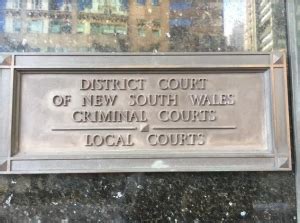 DISTRICT COURT
OF NEW SOUTH WALES
CRIMINAL COURTS
LOCAL COURTS